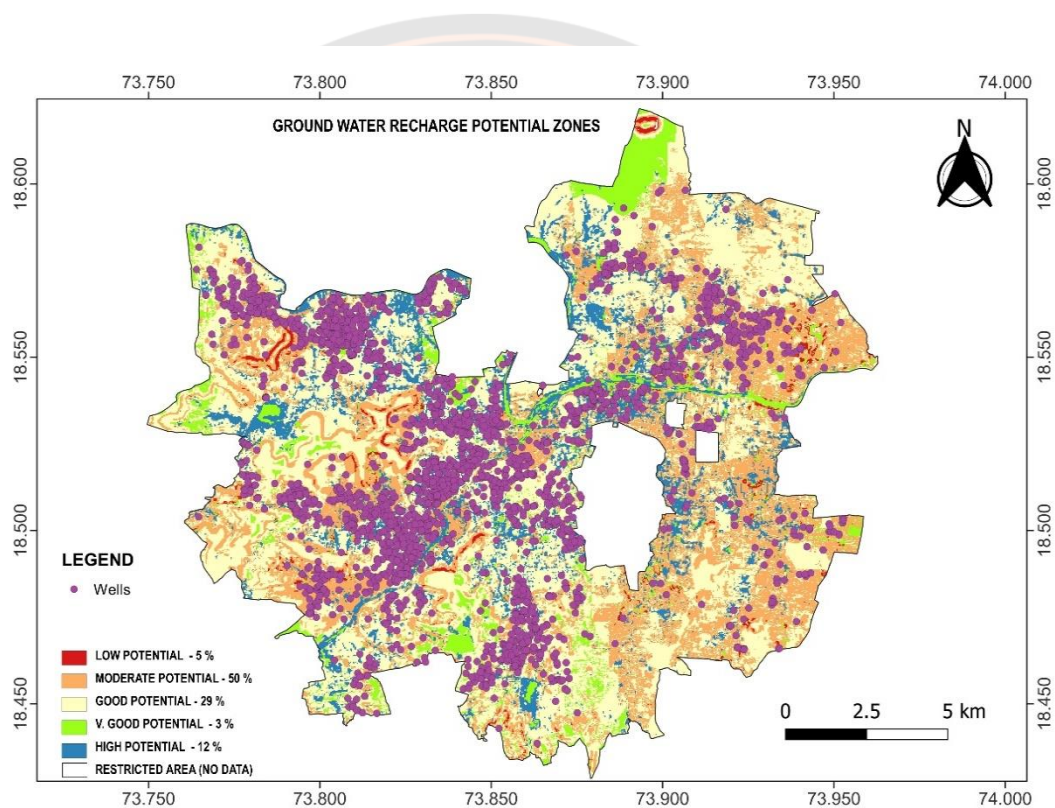 73.750 73.800 73.850 73.900 73.950 74.000
GROUND WATER RECHARGE POTENTIAL ZONES
N
18.600 18.600
18.550 18.550
18.500 18.500
18.450 18.450
LEGEND
Wells
LOW POTENTIAL - 5 %
MODERATE POTENTIAL - 50 %
GOOD POTENTIAL - 29 %
V. GOOD POTENTIAL - 3 %
HIGH POTENTIAL - 12 %
RESTRICTED AREA (NO DATA)
0 2.5 5 km
73.750 73.800 73.850 73.900 73.950 74.000